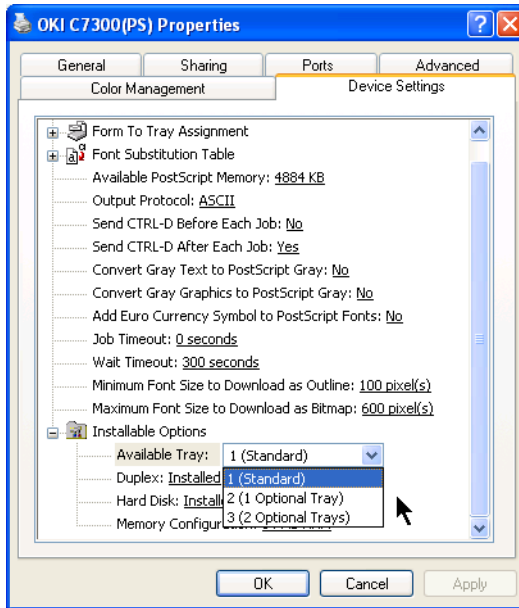 OKI C7300(PS) Properties
General Sharing Ports Advanced
Color Management Device Settings
Form To Tray Assignment
Font Substitution Table
Available PostScript Memory: 4884 KB
Output Protocol: ASCII
Send CTRL-D Before Each Job: No
Send CTRL-D After Each Job: Yes
Convert Gray Text to PostScript Gray: No
Convert Gray Graphics to PostScript Gray: No
Add Euro Currency Symbol to PostScript Fonts: No
Job Timeout: 0 seconds
Wait Timeout: 300 seconds
Minimum Font Size to Download as Outline: 100 pixel(s)
Maximum Font Size to Download as Bitmap: 600 pixel(s)
Installable Options
Available Tray: 1 (Standard)
Duplex: Installed 1 (Standard)
Hard Disk: 2 (1 Optional Tray)
3 (2 Optional Trays)
Memory
OK Cancel Apply